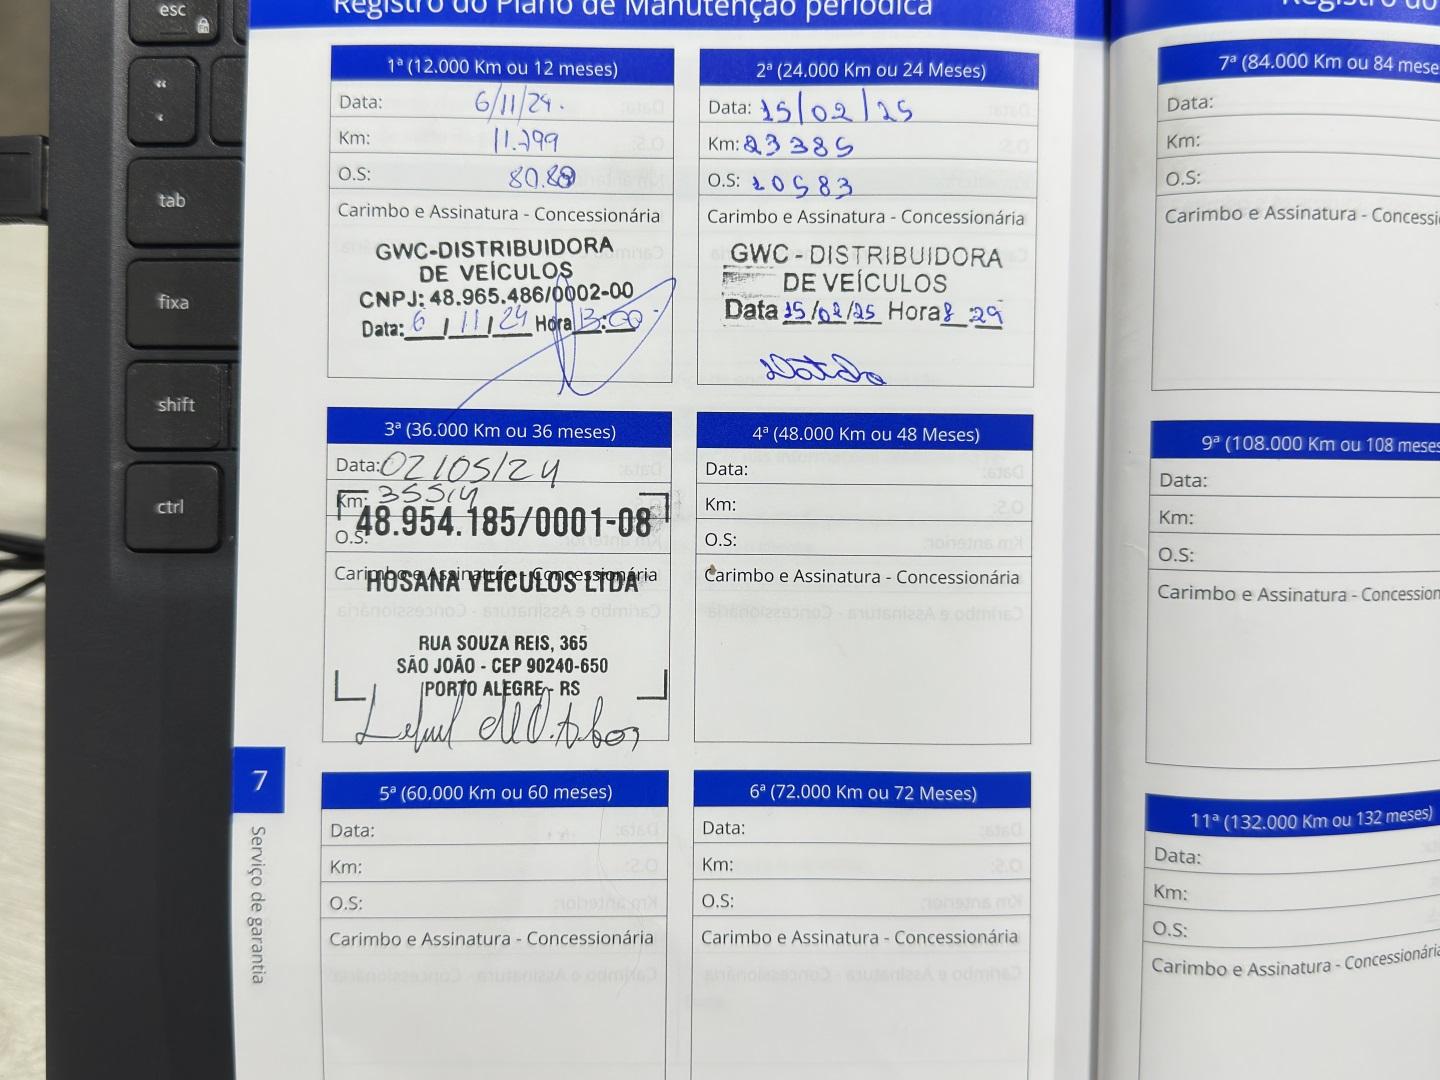 esc
tab
fixa
shift
ctrl
Registro do Plano de Manutenção periódica
1ª (12.000 Km ou 12 meses)
Data: 6/11/24.
Km: 11.799
O.S: 80.80
Carimbo e Assinatura - Concessionária
GWC-DISTRIBUIDORA
DE VEÍCULOS
CNPJ: 48.965.486/0002-00
Data: 6/11/24 Hora 13:00
2ª (24.000 Km ou 24 Meses)
Data: 15/02/25
Km: 23385
O.S: 10583
Carimbo e Assinatura - Concessionária
GWC - DISTRIBUIDORA
DE VEÍCULOS
Data 15/02/25 Hora 8:29
3ª (36.000 Km ou 36 meses)
Data: 02/05/24
Km: 35514
48.954.185/0001-08
O.S:
Carimbo e Assinatura - Concessionária
ROSANA VEÍCULOS LTDA
RUA SOUZA REIS, 365
SÃO JOÃO - CEP 90240-650
PORTO ALEGRE - RS
4ª (48.000 Km ou 48 Meses)
Data:
Km:
O.S:
Carimbo e Assinatura - Concessionária
5ª (60.000 Km ou 60 meses)
Data:
Km:
O.S:
Carimbo e Assinatura - Concessionária
6ª (72.000 Km ou 72 Meses)
Data:
Km:
O.S:
Carimbo e Assinatura - Concessionária
7
Serviço de garantia
Registro do
7ª (84.000 Km ou 84 mese
Data:
Km:
O.S:
Carimbo e Assinatura - Concessi
9ª (108.000 Km ou 108 meses
Data:
Km:
O.S:
Carimbo e Assinatura - Concession
11ª (132.000 Km ou 132 meses)
Data:
Km:
O.S:
Carimbo e Assinatura - Concessionári